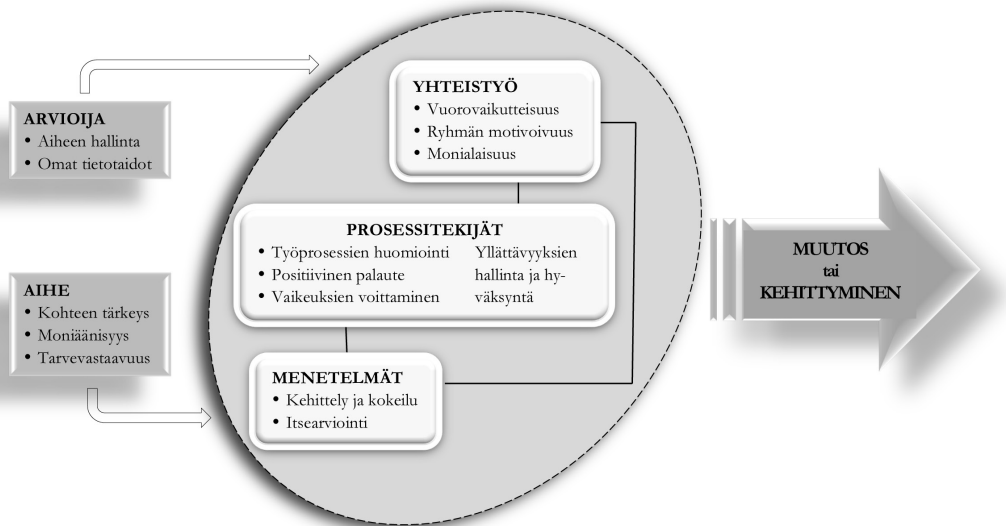 ARVIOIJA
• Aiheen hallinta
• Omat tietotaidot
AIHE
• Kohteen tärkeys
• Moniäänisyys
• Tarvevastaavuus
YHTEISTYÖ
• Vuorovaikutteisuus
• Ryhmän motivoivuus
• Monialaisuus
PROSESSITEKIJÄT
• Työprosessien huomiointi
• Positiivinen palaute
• Vaikeuksien voittaminen
Yllättävyyksien
hallinta ja hy-
väksyntä
MENETELMÄT
• Kehittely ja kokeilu
• Itsearviointi
MUUTOS
tai
KEHITTYMINEN